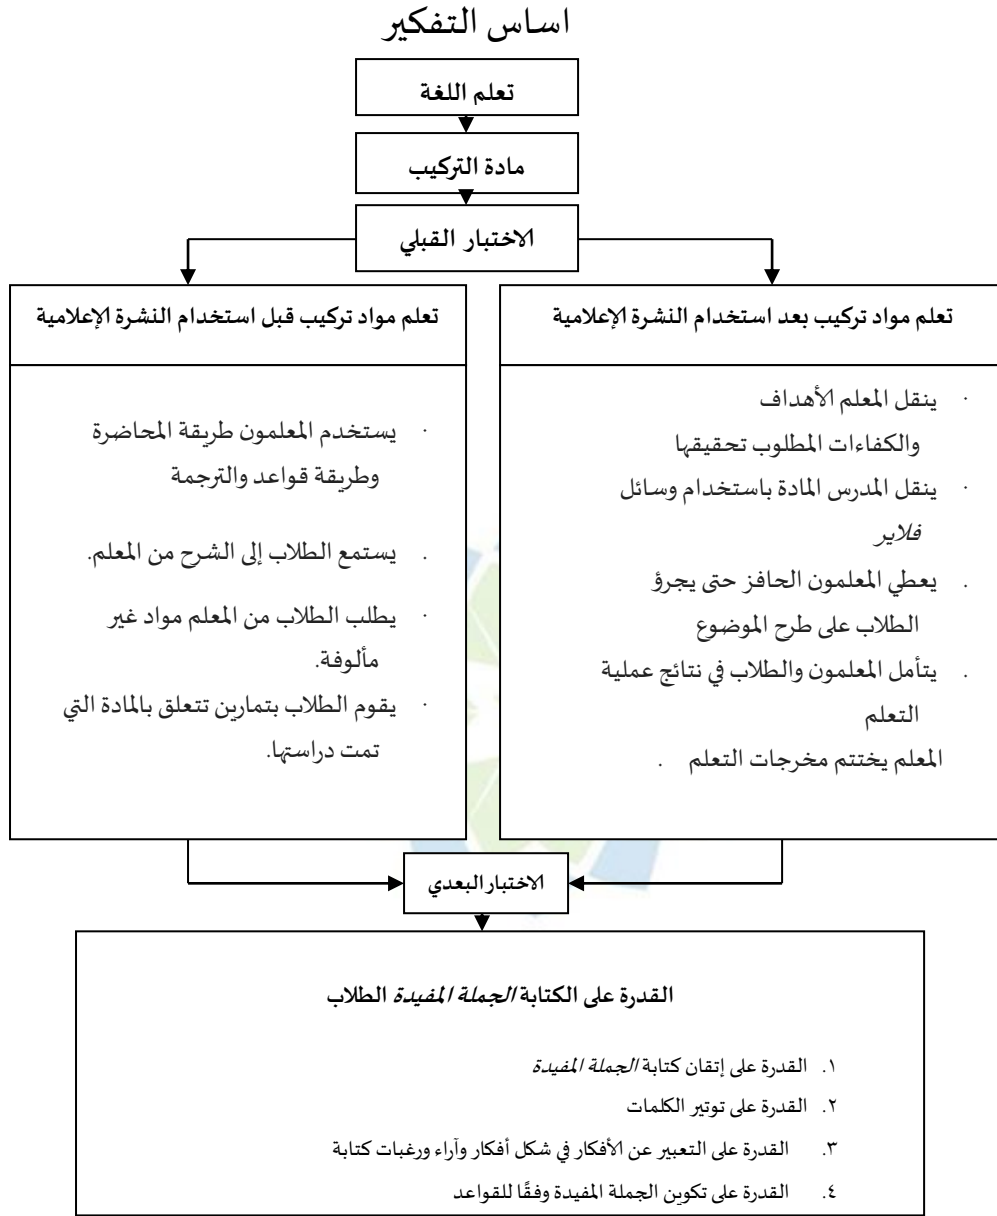 اساس التفكير
تعلم اللغة
مادة التركيب
الاختبار القبلي
تعلم مواد تركيب بعد استخدام النشرة الإعلامية
· ينقل المعلم الأهداف
والكفاءات المطلوب تحقيقها
· ينقل المدرس المادة باستخدام وسائل
فلاير
. يعطي المعلمون الحافز حتى يجرؤ
الطلاب على طرح الموضوع
. يتأمل المعلمون والطلاب في نتائج عملية
التعلم
المعلم يختتم مخرجات التعلم .
تعلم مواد تركيب قبل استخدام النشرة الإعلامية
· يستخدم المعلمون طريقة المحاضرة
وطريقة قواعد والترجمة
. يستمع الطلاب إلى الشرح من المعلم.
· يطلب الطلاب من المعلم مواد غير
مألوفة.
· يقوم الطلاب بتمارين تتعلق بالمادة التي
تمت دراستها.
الاختبار البعدي
القدرة على الكتابة الجملة المفيدة الطلاب
١. القدرة على إتقان كتابة الجملة المفيدة
٢. القدرة على توتير الكلمات
٣. القدرة على التعبير عن الأفكار في شكل أفكار وآراء ورغبات كتابة
٤. القدرة على تكوين الجملة المفيدة وفقًا للقواعد